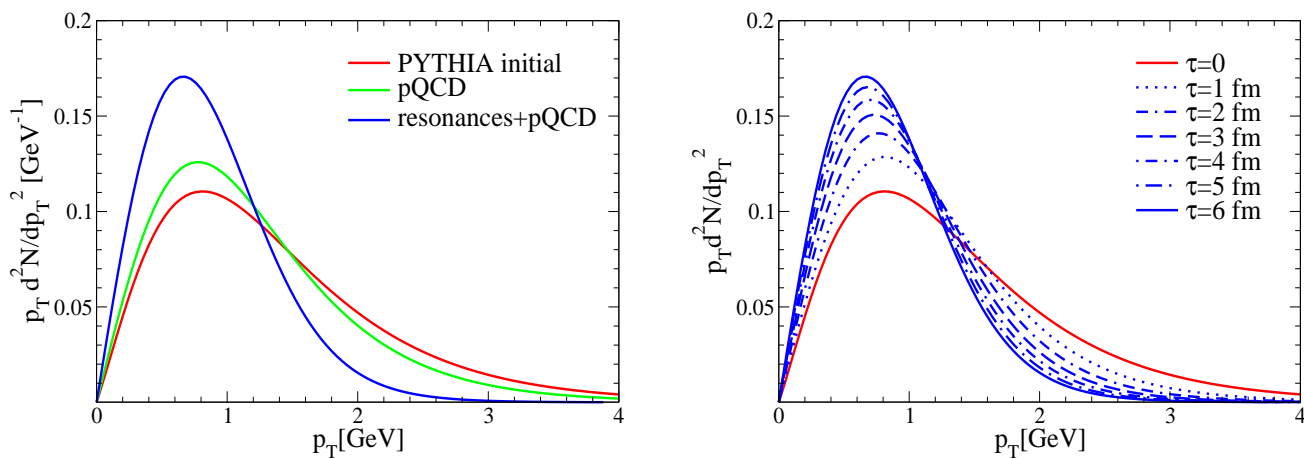 0.2
0.15
0.1
0.05
0 1 2 3 4
p_T[GeV]
p_T d^2N/dp_T^2 [GeV^-1]
PYTHIA initial
pQCD
resonances+pQCD
0.2
0.15
0.1
0.05
0 1 2 3 4
p_T[GeV]
p_T d^2N/dp_T^2
τ=0
τ=1 fm
τ=2 fm
τ=3 fm
τ=4 fm
τ=5 fm
τ=6 fm